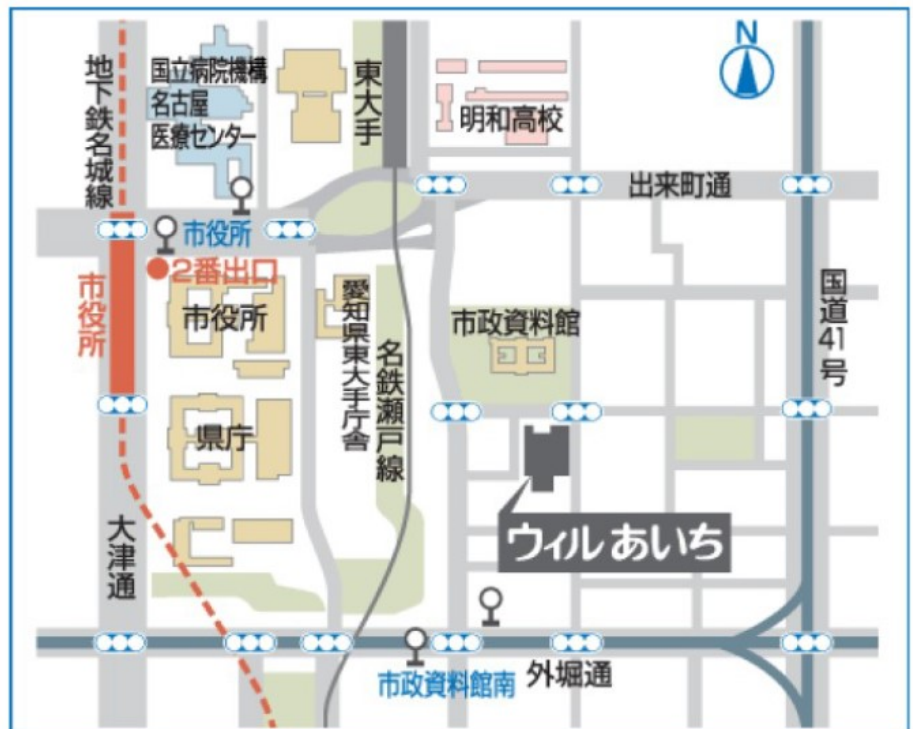 N
地下鉄名城線
国立病院機構
名古屋
医療センター
東大手
明和高校
出来町通
市役所
2番出口
市役所
市役所
愛知県東大手庁舎
名鉄瀬戸線
市政資料館
国道41号
県庁
大津通
ウィルあいち
市政資料館南
外堀通